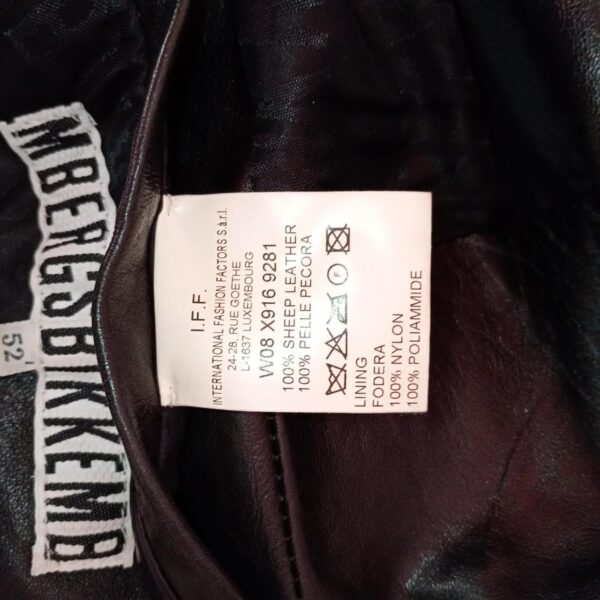 MBERGSBIKKEMB
52
I.F.F.
INTERNATIONAL FASHION FACTORS S.à.r.l.
24-28, RUE GOETHE
L-1637 LUXEMBOURG
W08 X916 9281
100% SHEEP LEATHER
100% PELLE PECORA
F
LINING
FODERA
100% NYLON
100% POLIAMMIDE